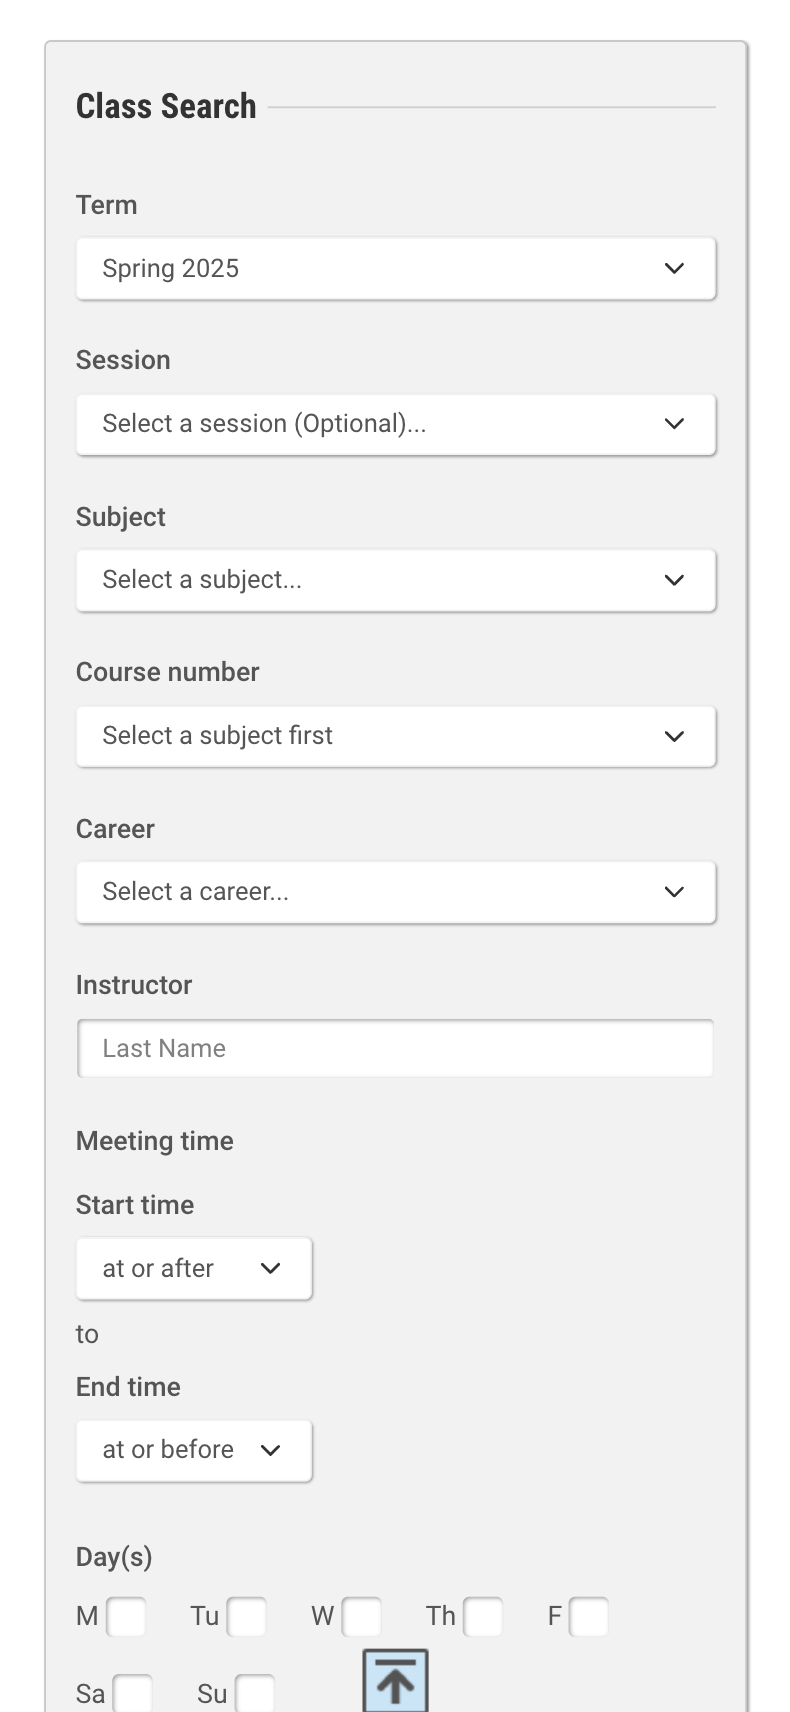 Class Search
Term
Spring 2025
Session
Select a session (Optional)...
Subject
Select a subject...
Course number
Select a subject first
Career
Select a career...
Instructor
Last Name
Meeting time
Start time
at or after
to
End time
at or before
Day(s)
M Tu W Th F
Sa Su